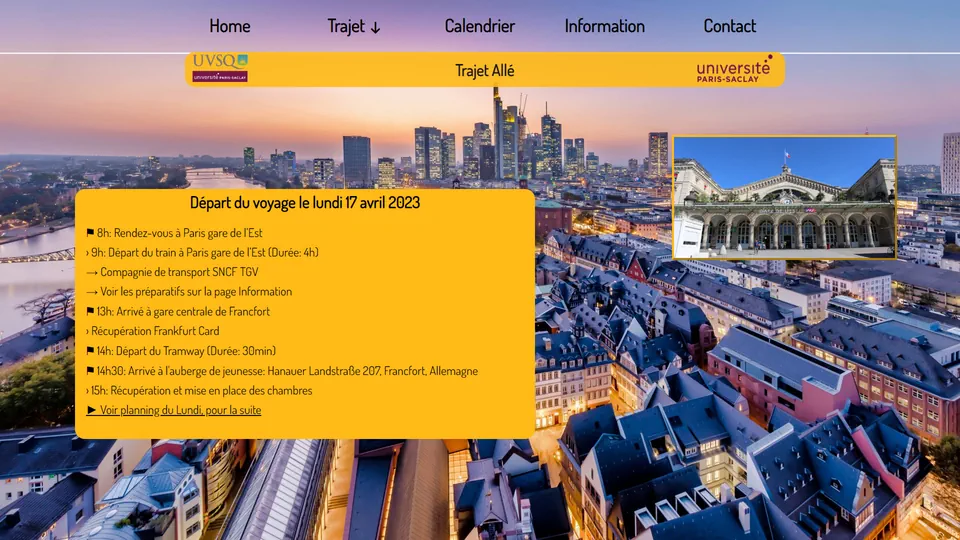 Home
Trajet ↓
Calendrier
Information
Contact
UVSQ
université PARIS-SACLAY
Trajet Allé
université
PARIS-SACLAY
Départ du voyage le lundi 17 avril 2023
⚑ 8h: Rendez-vous à Paris gare de l'Est
› 9h: Départ du train à Paris gare de l'Est (Durée: 4h)
→ Compagnie de transport SNCF TGV
→ Voir les préparatifs sur la page Information
⚑ 13h: Arrivé à gare centrale de Francfort
› Récupération Frankfurt Card
⚑ 14h: Départ du Tramway (Durée: 30min)
⚑ 14h30: Arrivé à l'auberge de jeunesse: Hanauer Landstraße 207, Francfort, Allemagne
› 15h: Récupération et mise en place des chambres
► Voir planning du Lundi, pour la suite